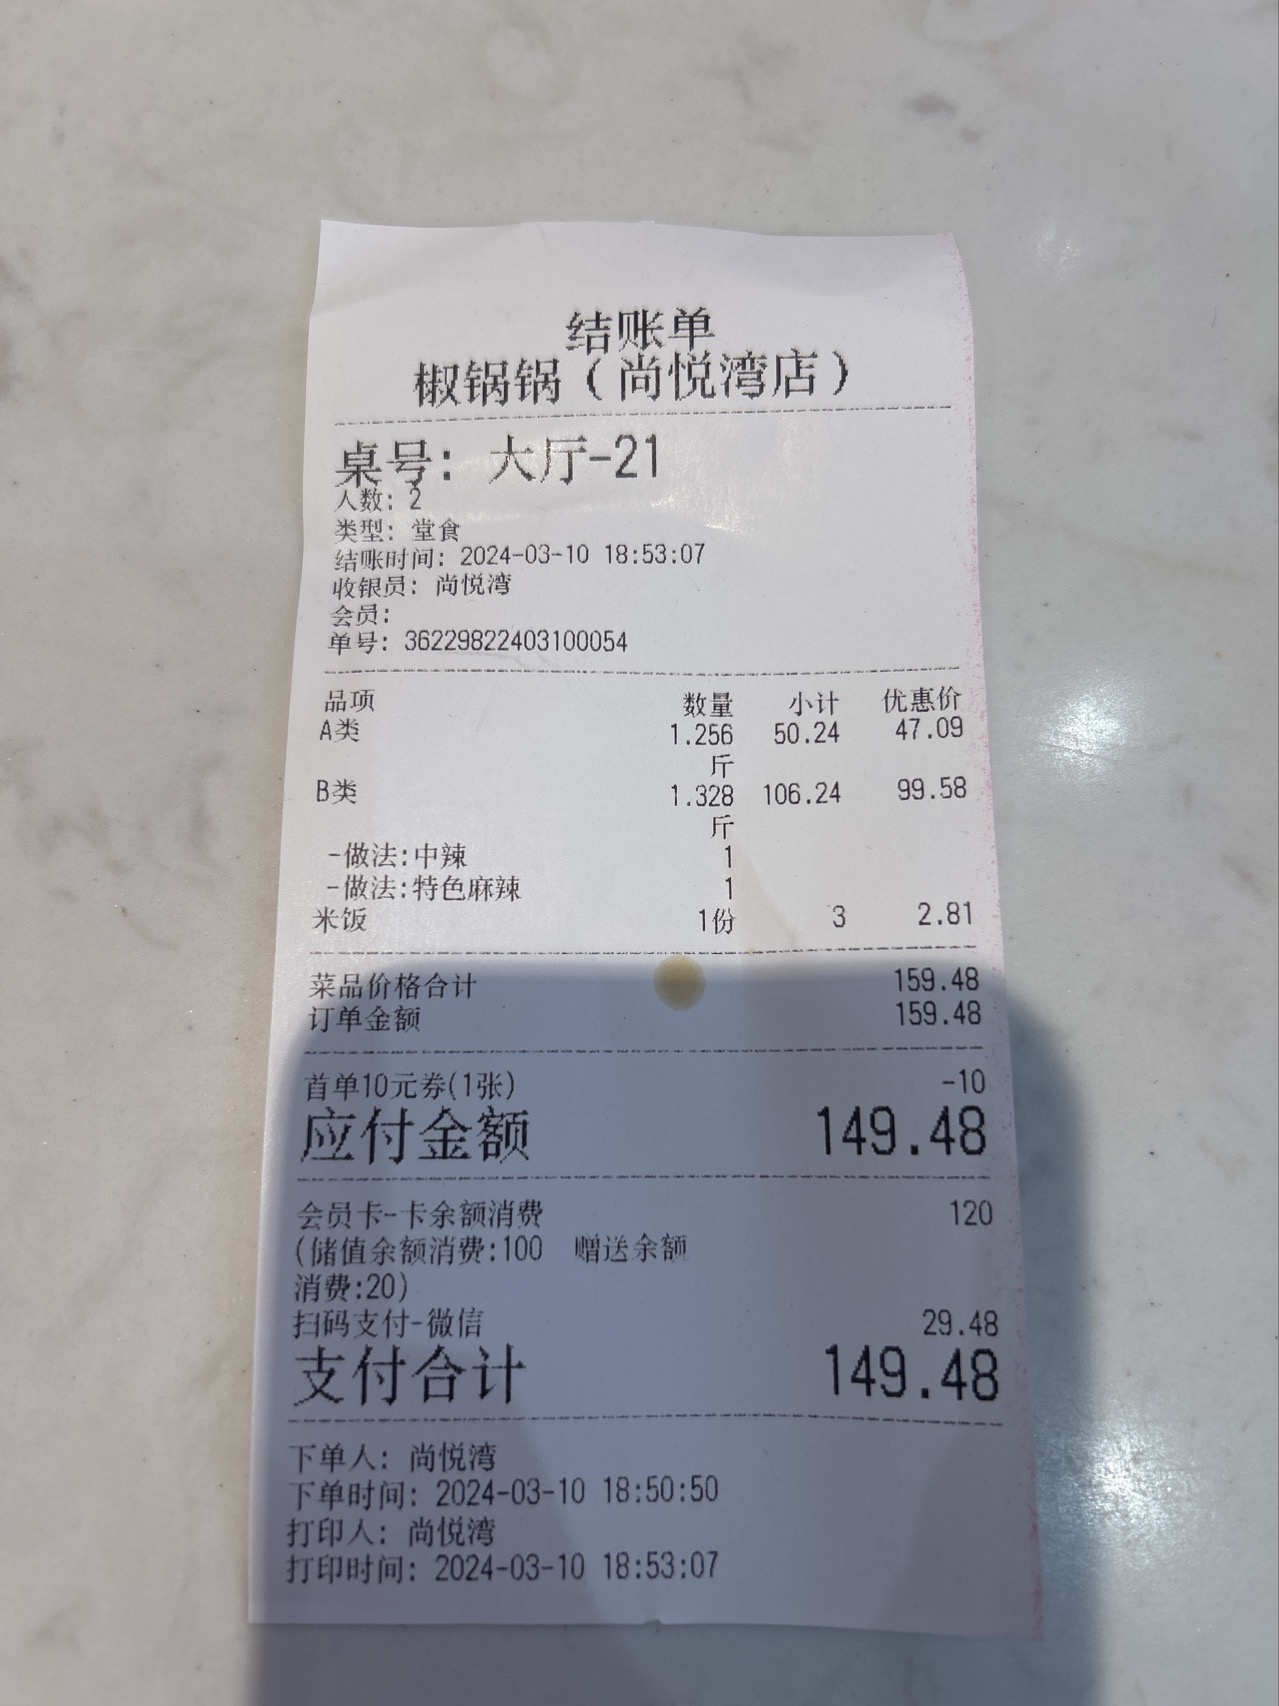 结账单
椒锅锅（尚悦湾店）
桌号：大厅-21
人数：2
类型：堂食
结账时间：2024-03-10 18:53:07
收银员：尚悦湾
会员：
单号：36229822403100054
品项 数量 小计 优惠价
A类 1.256 50.24 47.09
斤
B类 1.328 106.24 99.58
斤
-做法:中辣 1
-做法:特色麻辣 1
米饭 1份 3 2.81
菜品价格合计 159.48
订单金额 159.48
首单10元券(1张) -10
应付金额 149.48
会员卡-卡余额消费 120
(储值余额消费:100 赠送余额
消费:20)
扫码支付-微信 29.48
支付合计 149.48
下单人：尚悦湾
下单时间：2024-03-10 18:50:50
打印人：尚悦湾
打印时间：2024-03-10 18:53:07